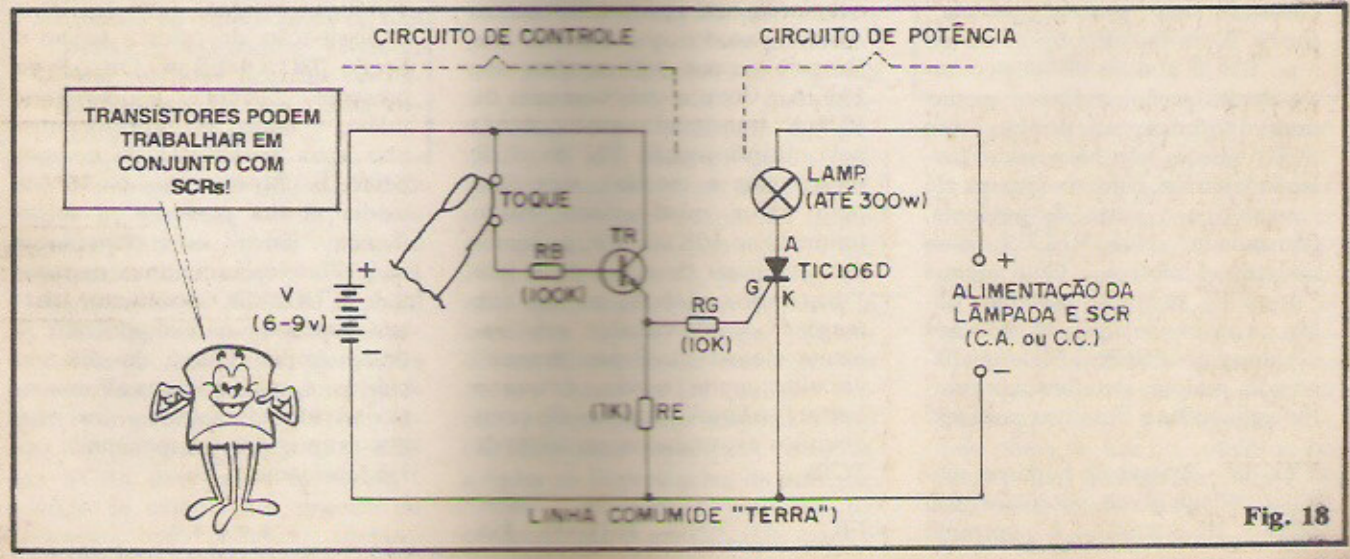 CIRCUITO DE CONTROLE
CIRCUITO DE POTÊNCIA
TRANSISTORES PODEM
TRABALHAR EM
CONJUNTO COM
SCRs!
TOQUE
LAMP.
(ATÉ 300w)
TR
RB
(100K)
A
TIC106D
G
K
+
V
(6-9v)
-
RG
(10K)
+
ALIMENTAÇÃO DA
LÂMPADA E SCR
(C.A. ou C.C.)
-
(1K) RE
LINHA COMUM (DE "TERRA")
Fig. 18